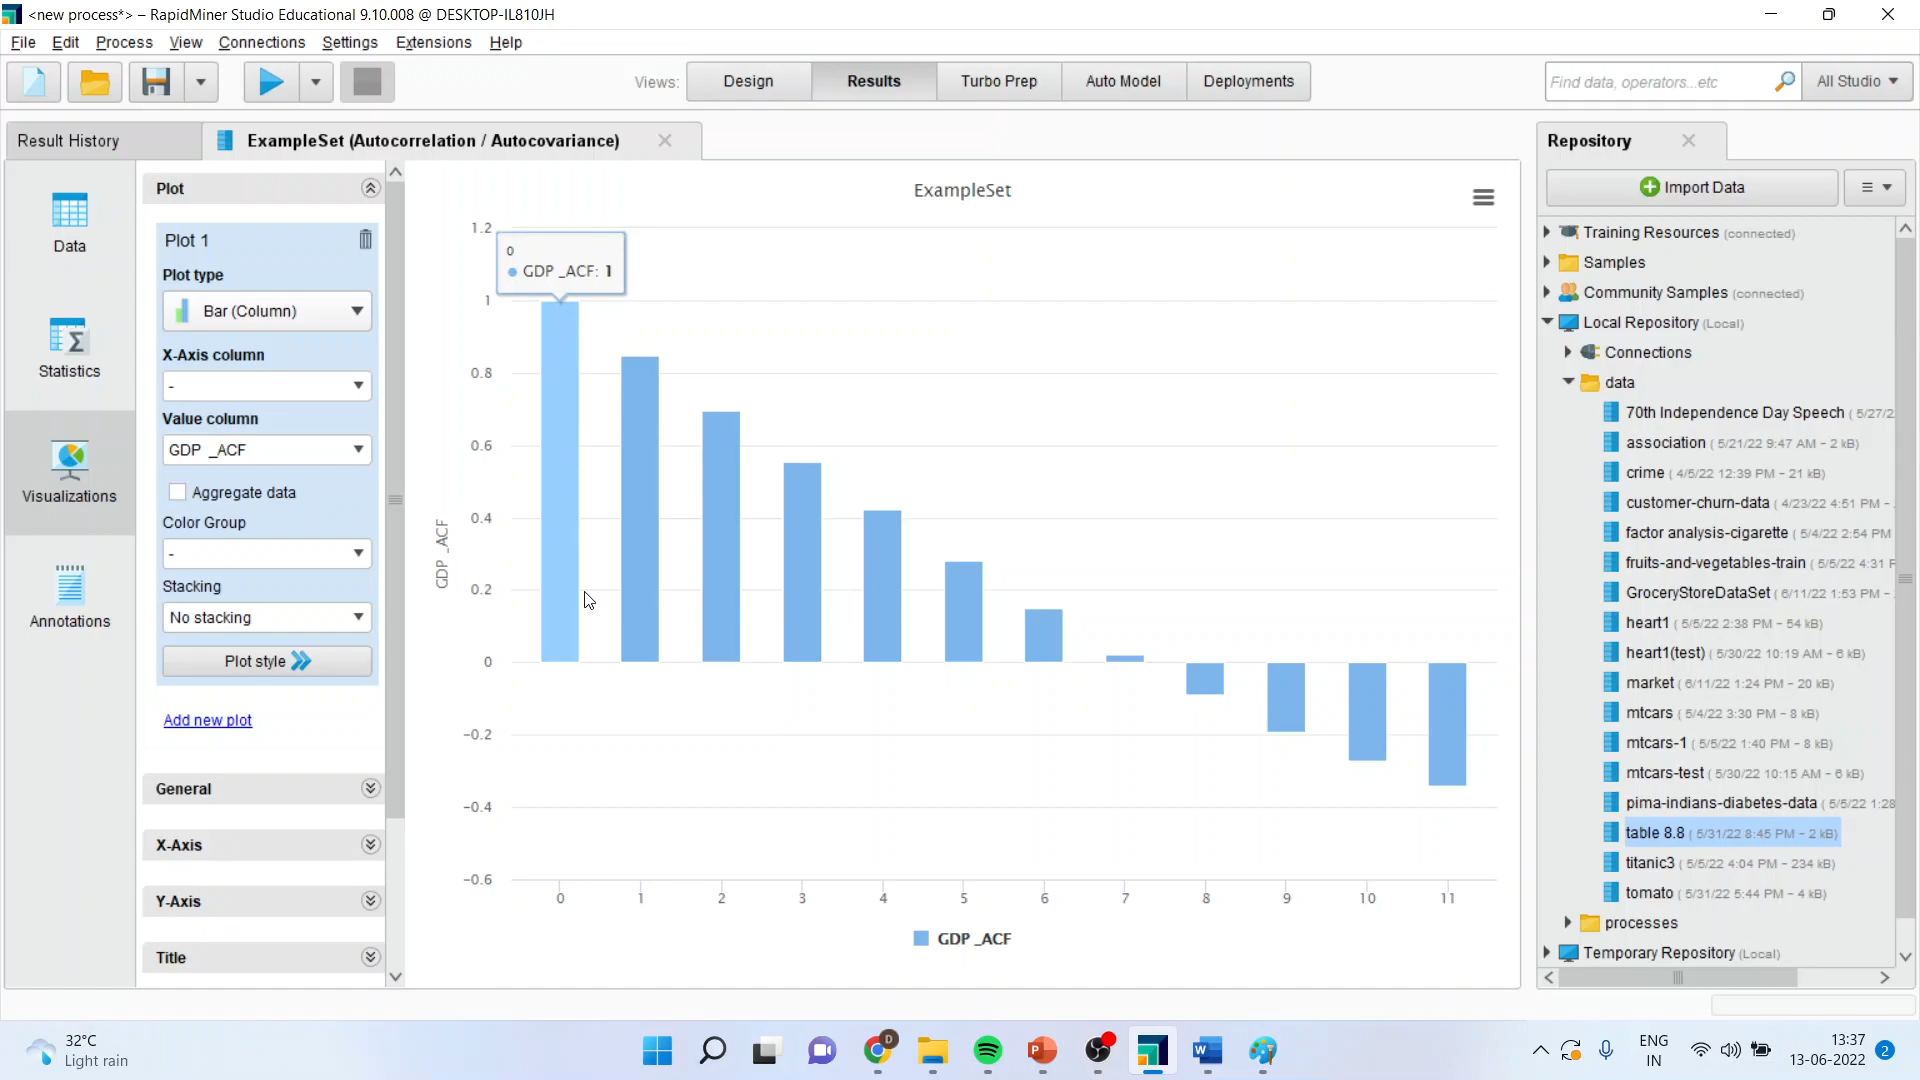 <new process*> – RapidMiner Studio Educational 9.10.008 @ DESKTOP-IL810JH
File Edit Process View Connections Settings Extensions Help
Views: Design Results Turbo Prep Auto Model Deployments
Find data, operators...etc
All Studio
Result History
ExampleSet (Autocorrelation / Autocovariance)
Data
Statistics
Visualizations
Annotations
Plot
Plot 1
Plot type
Bar (Column)
X-Axis column
-
Value column
GDP _ACF
Aggregate data
Color Group
-
Stacking
No stacking
Plot style
Add new plot
General
X-Axis
Y-Axis
Title
ExampleSet
1.2
1
0.8
0.6
0.4
0.2
0
−0.2
−0.4
−0.6
GDP _ACF
0
GDP _ACF: 1
0 1 2 3 4 5 6 7 8 9 10 11
GDP _ACF
Repository
Import Data
Training Resources (connected)
Samples
Community Samples (connected)
Local Repository (Local)
Connections
data
70th Independence Day Speech ( 5/27/2
association ( 5/21/22 9:47 AM – 2 kB)
crime ( 4/5/22 12:39 PM – 21 kB)
customer-churn-data ( 4/23/22 4:51 PM –
factor analysis-cigarette ( 5/4/22 2:54 PM
fruits-and-vegetables-train ( 5/5/22 4:31 P
GroceryStoreDataSet ( 6/11/22 1:53 PM –
heart1 ( 5/5/22 2:38 PM – 54 kB)
heart1(test) ( 5/30/22 10:19 AM – 6 kB)
market ( 6/11/22 1:24 PM – 20 kB)
mtcars ( 5/4/22 3:30 PM – 8 kB)
mtcars-1 ( 5/5/22 1:40 PM – 8 kB)
mtcars-test ( 5/30/22 10:15 AM – 6 kB)
pima-indians-diabetes-data ( 5/5/22 1:28
table 8.8 ( 5/31/22 8:45 PM – 2 kB)
titanic3 ( 5/5/22 4:04 PM – 234 kB)
tomato ( 5/31/22 5:44 PM – 4 kB)
processes
Temporary Repository (Local)
32°C
Light rain
D
P
W
ENG
IN
13:37
13-06-2022
2